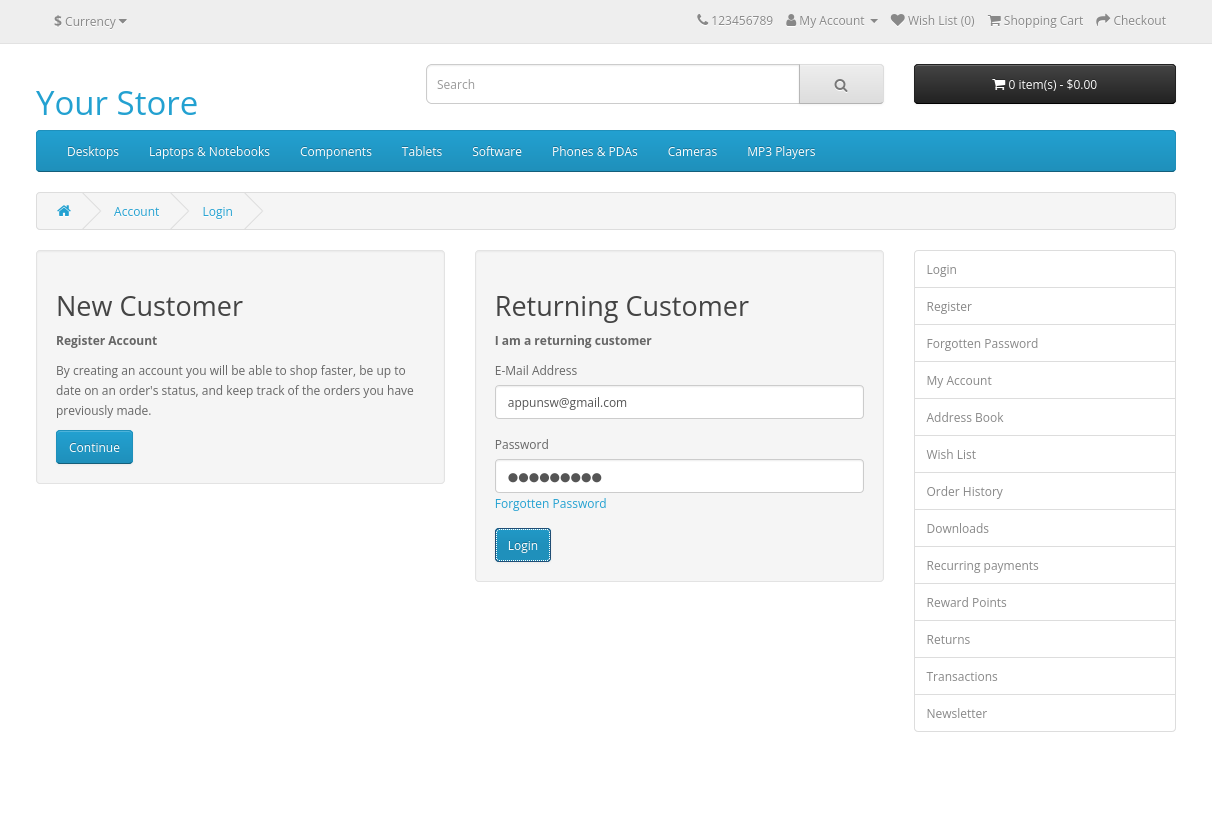 $ Currency
123456789 My Account Wish List (0) Shopping Cart Checkout
Your Store
Search
0 item(s) - $0.00
Desktops Laptops & Notebooks Components Tablets Software Phones & PDAs Cameras MP3 Players
Account Login
New Customer
Register Account
By creating an account you will be able to shop faster, be up to
date on an order's status, and keep track of the orders you have
previously made.
Continue
Returning Customer
I am a returning customer
E-Mail Address
appunsw@gmail.com
Password
●●●●●●●●●
Forgotten Password
Login
Login
Register
Forgotten Password
My Account
Address Book
Wish List
Order History
Downloads
Recurring payments
Reward Points
Returns
Transactions
Newsletter